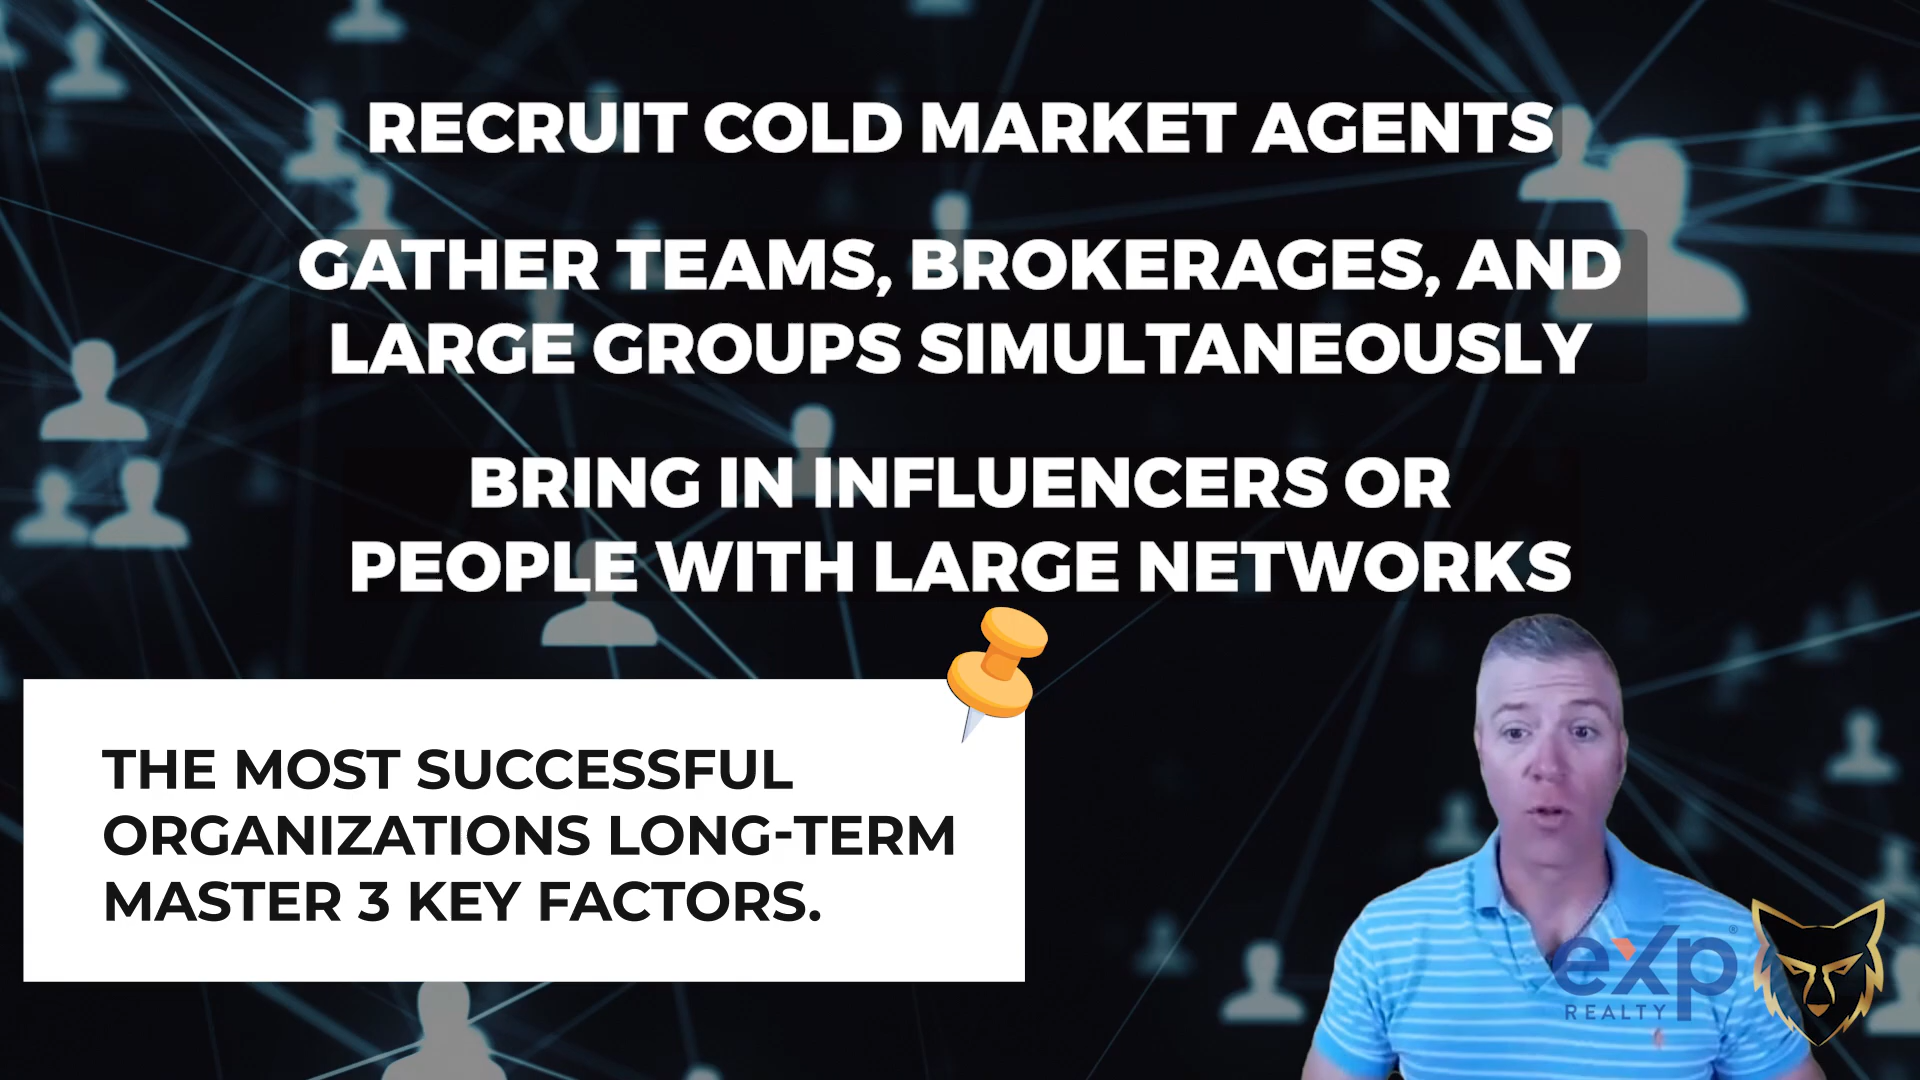 RECRUIT COLD MARKET AGENTS
GATHER TEAMS, BROKERAGES, AND
LARGE GROUPS SIMULTANEOUSLY
BRING IN INFLUENCERS OR
PEOPLE WITH LARGE NETWORKS
THE MOST SUCCESSFUL
ORGANIZATIONS LONG-TERM
MASTER 3 KEY FACTORS.
eXp®
REALTY